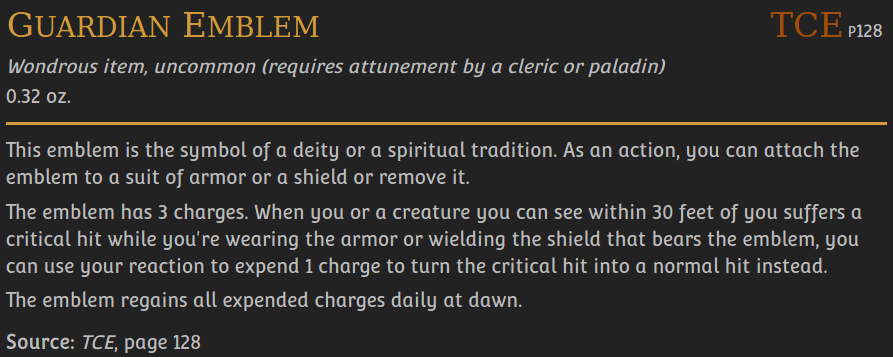 GUARDIAN EMBLEM TCE P128
Wondrous item, uncommon (requires attunement by a cleric or paladin)
0.32 oz.
This emblem is the symbol of a deity or a spiritual tradition. As an action, you can attach the
emblem to a suit of armor or a shield or remove it.
The emblem has 3 charges. When you or a creature you can see within 30 feet of you suffers a
critical hit while you're wearing the armor or wielding the shield that bears the emblem, you
can use your reaction to expend 1 charge to turn the critical hit into a normal hit instead.
The emblem regains all expended charges daily at dawn.
Source: TCE, page 128